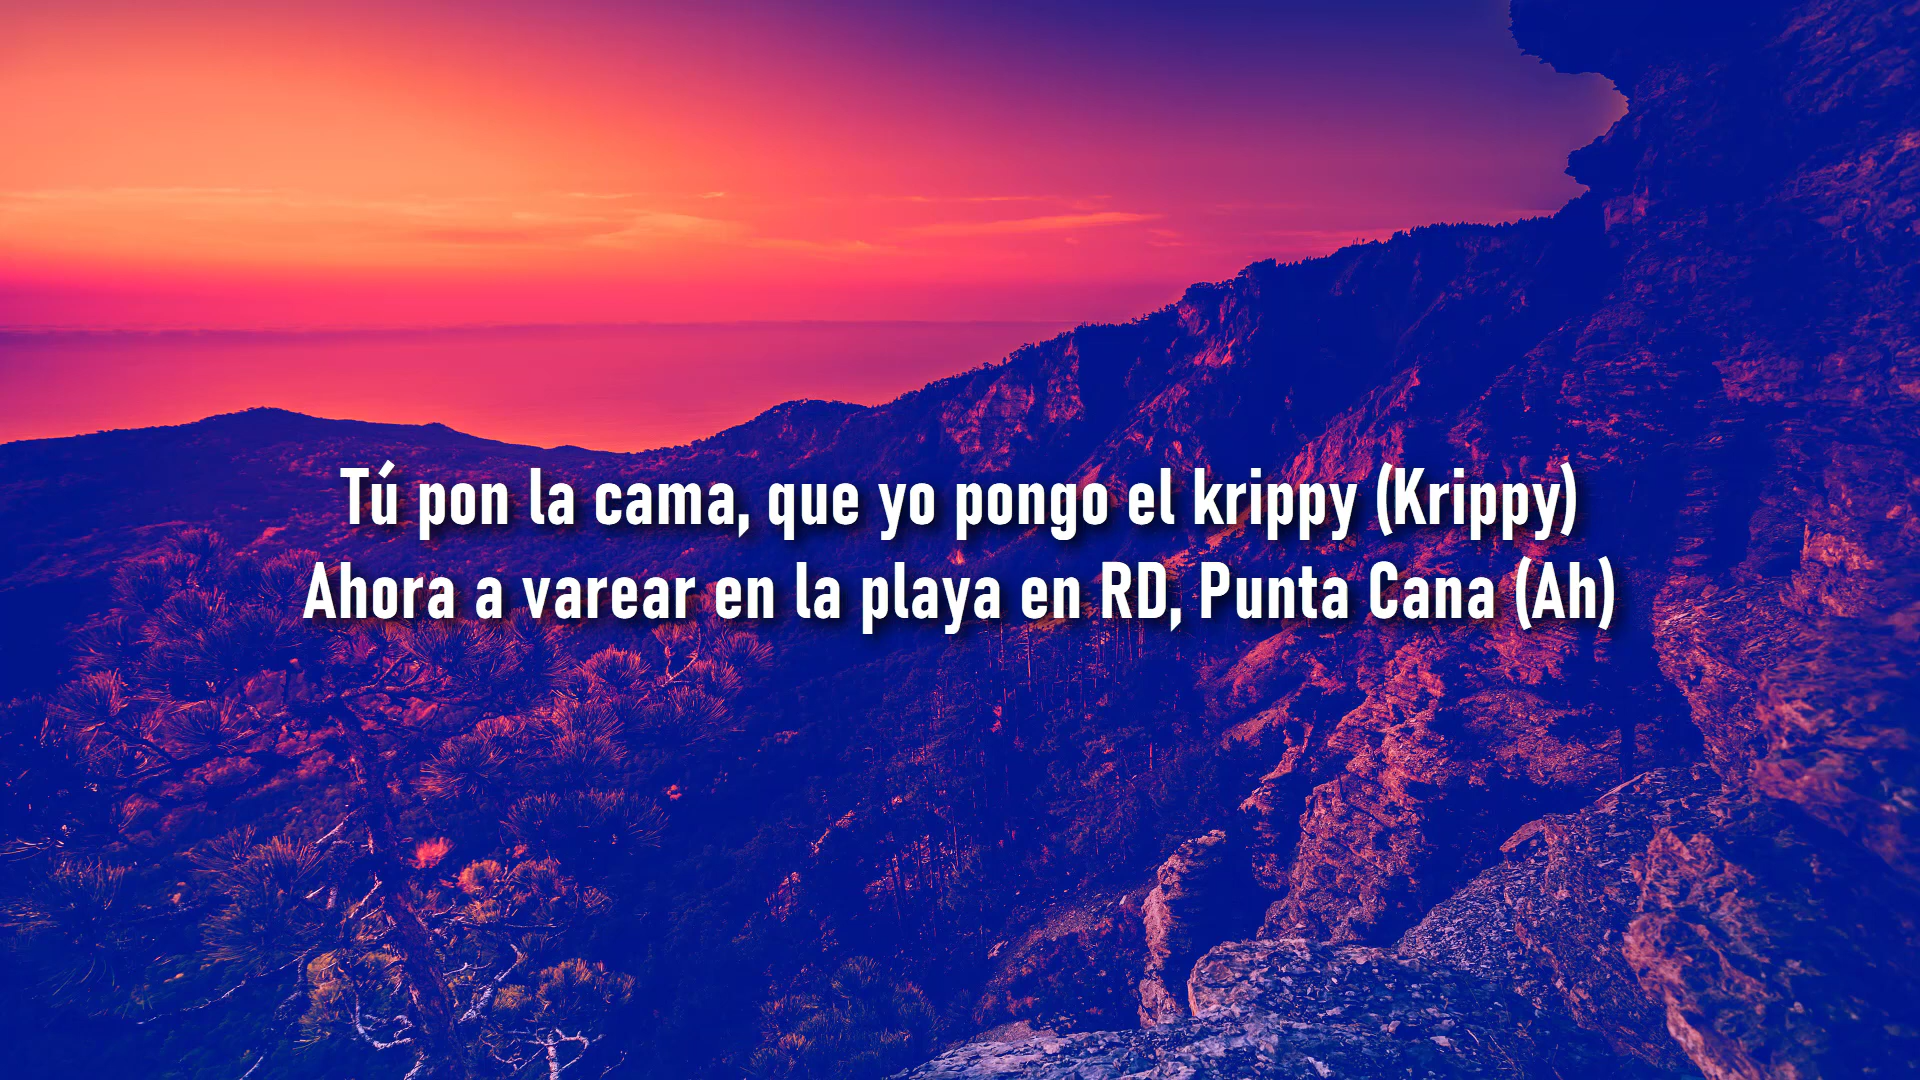 Tú pon la cama, que yo pongo el krippy (Krippy)
Ahora a varear en la playa en RD, Punta Cana (Ah)